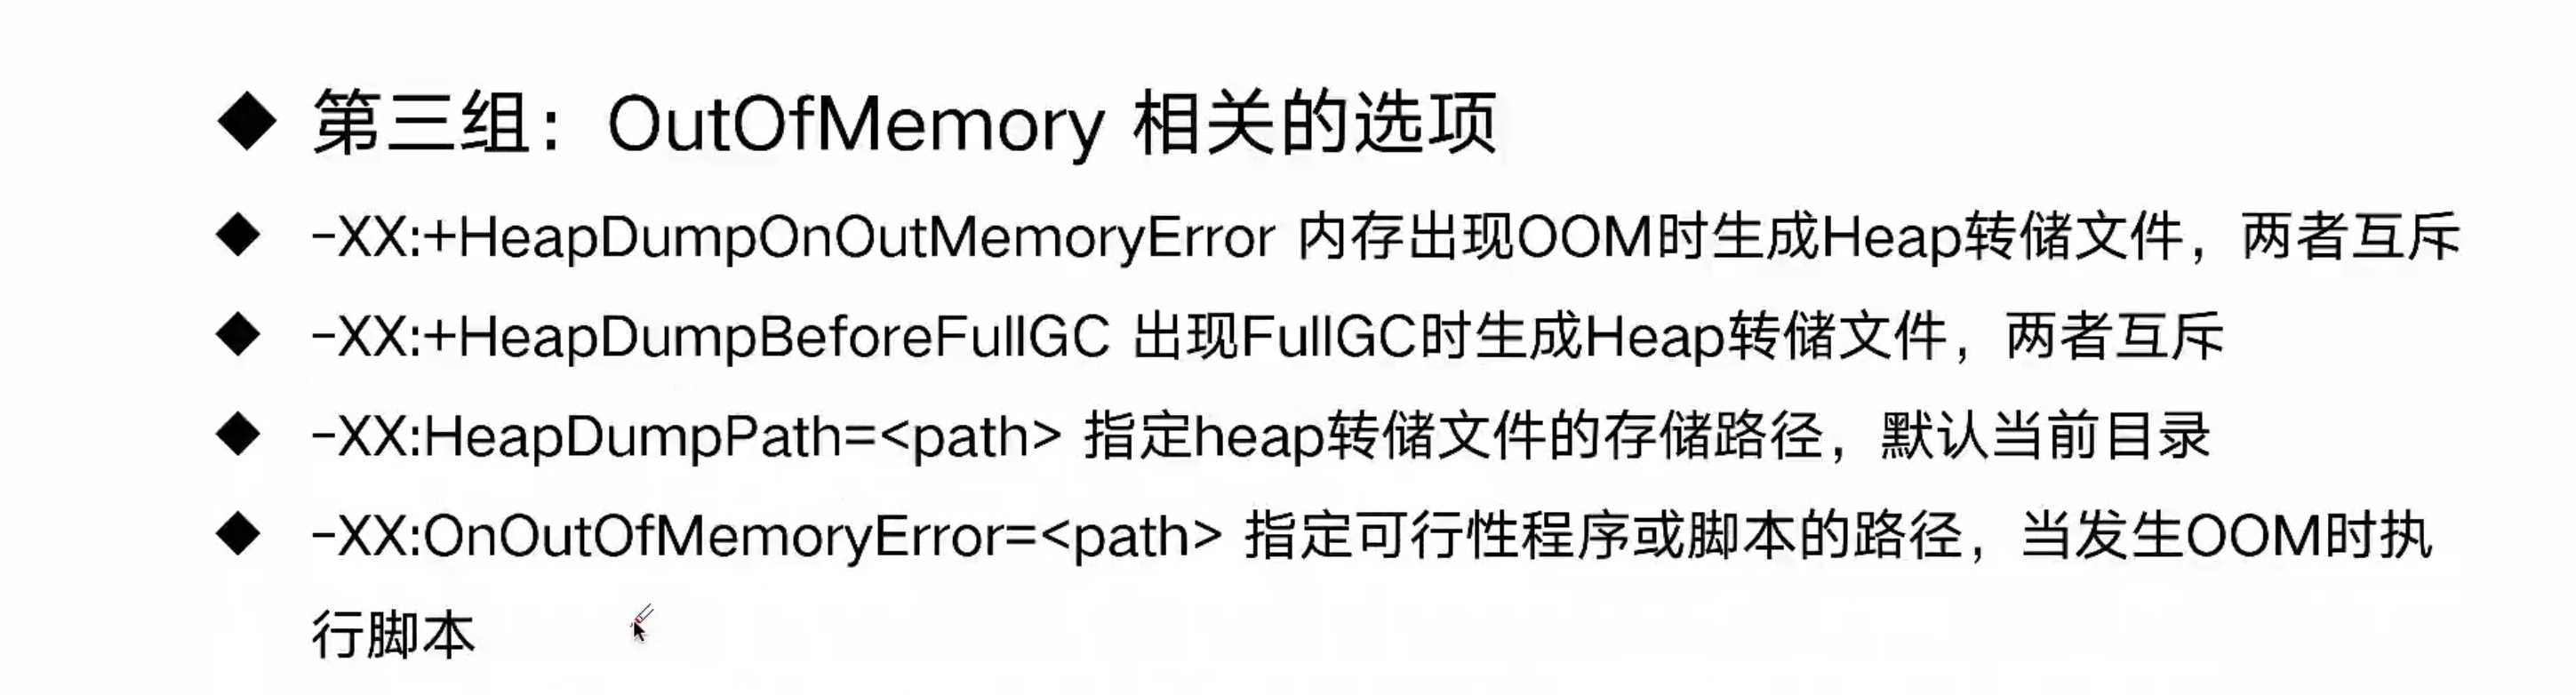 ◆ 第三组：OutOfMemory 相关的选项
◆ -XX:+HeapDumpOnOutMemoryError 内存出现OOM时生成Heap转储文件，两者互斥
◆ -XX:+HeapDumpBeforeFullGC 出现FullGC时生成Heap转储文件，两者互斥
◆ -XX:HeapDumpPath=<path> 指定heap转储文件的存储路径，默认当前目录
◆ -XX:OnOutOfMemoryError=<path> 指定可行性程序或脚本的路径，当发生OOM时执
行脚本